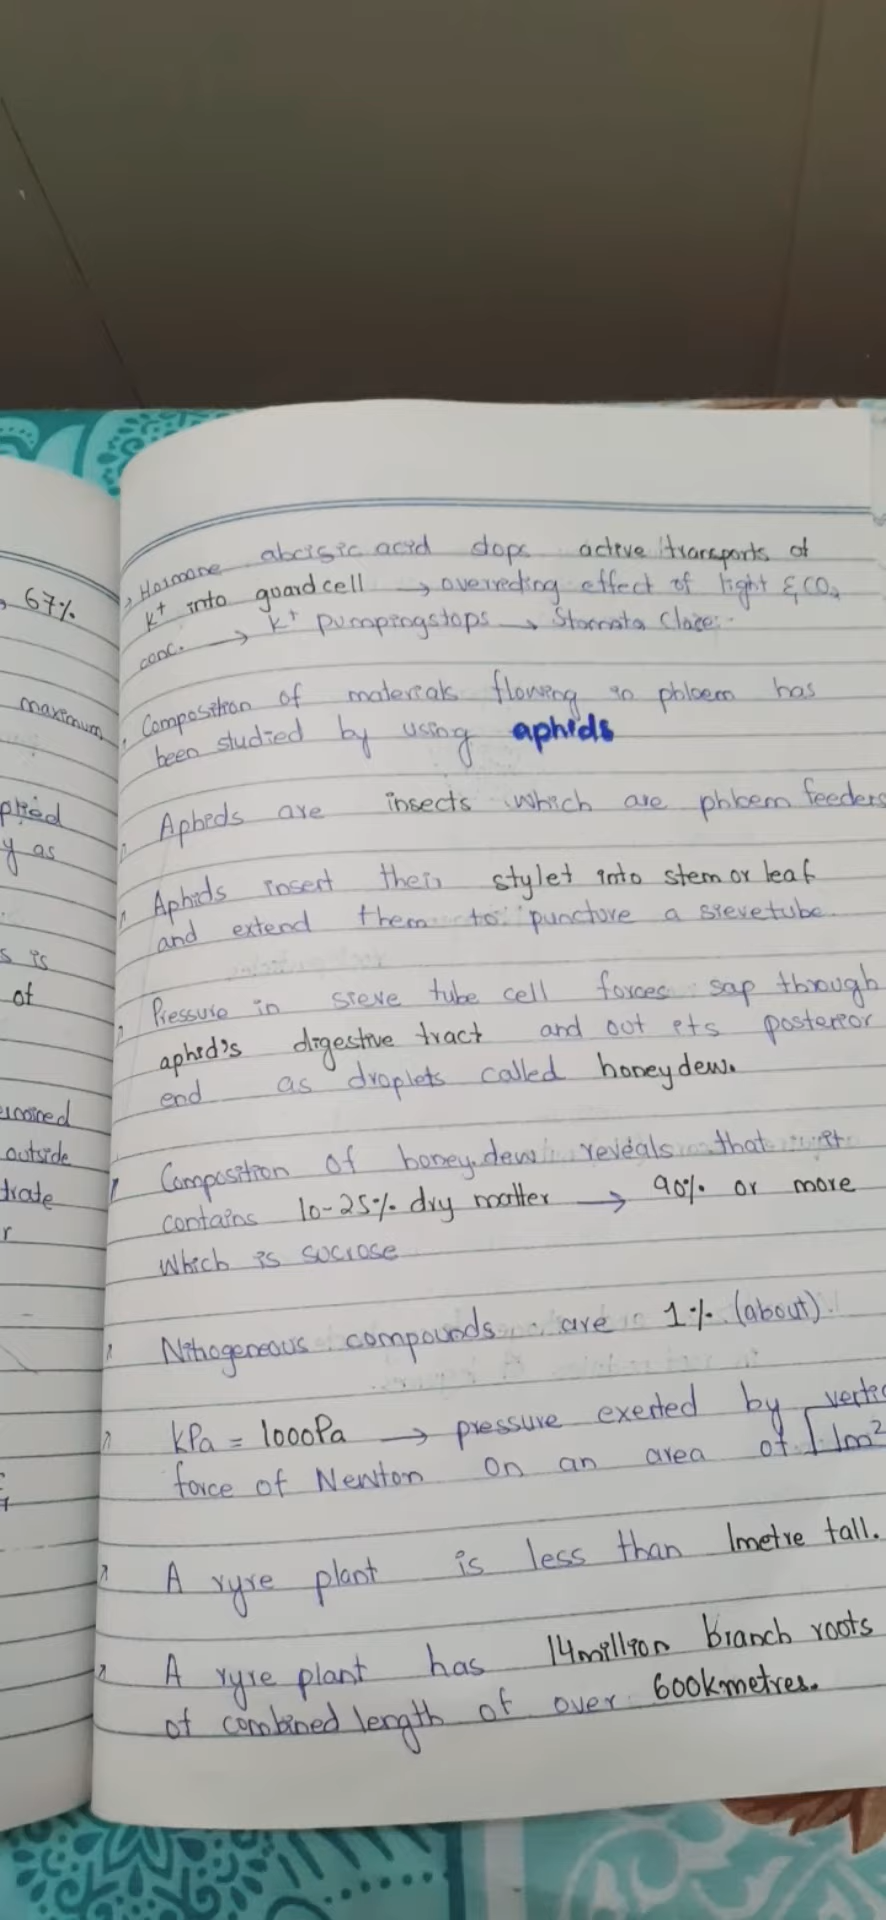 67%
maximum
plied
y as
s is
of
outside
trate
r
Hormone abcisic acid stops active transports of
K+ into guard cell → overreding effect of light & CO2
conc. → K+ pumping stops → Stomata Close.
Composition of materials flowing in phloem has
been studied by using aphids
Apheds are insects which are phloem feeders
Aphids insert their stylet into stem or leaf
and extend them to puncture a sieve tube.
Pressure in sieve tube cell forces sap through
aphid's digestive tract and out its posterior
end as droplets called honeydew.
Composition of honey.dew reveals that it
contains 10-25% dry matter → 90% or more
which is sucrose
Nitrogeneous compounds are 1% (about).
KPa = 1000Pa → pressure exerted by vertic
force of Newton on an area of 1m²
A ryre plant is less than 1metre tall.
A ryre plant has 14million branch roots
of combined length of over 600kmetres.